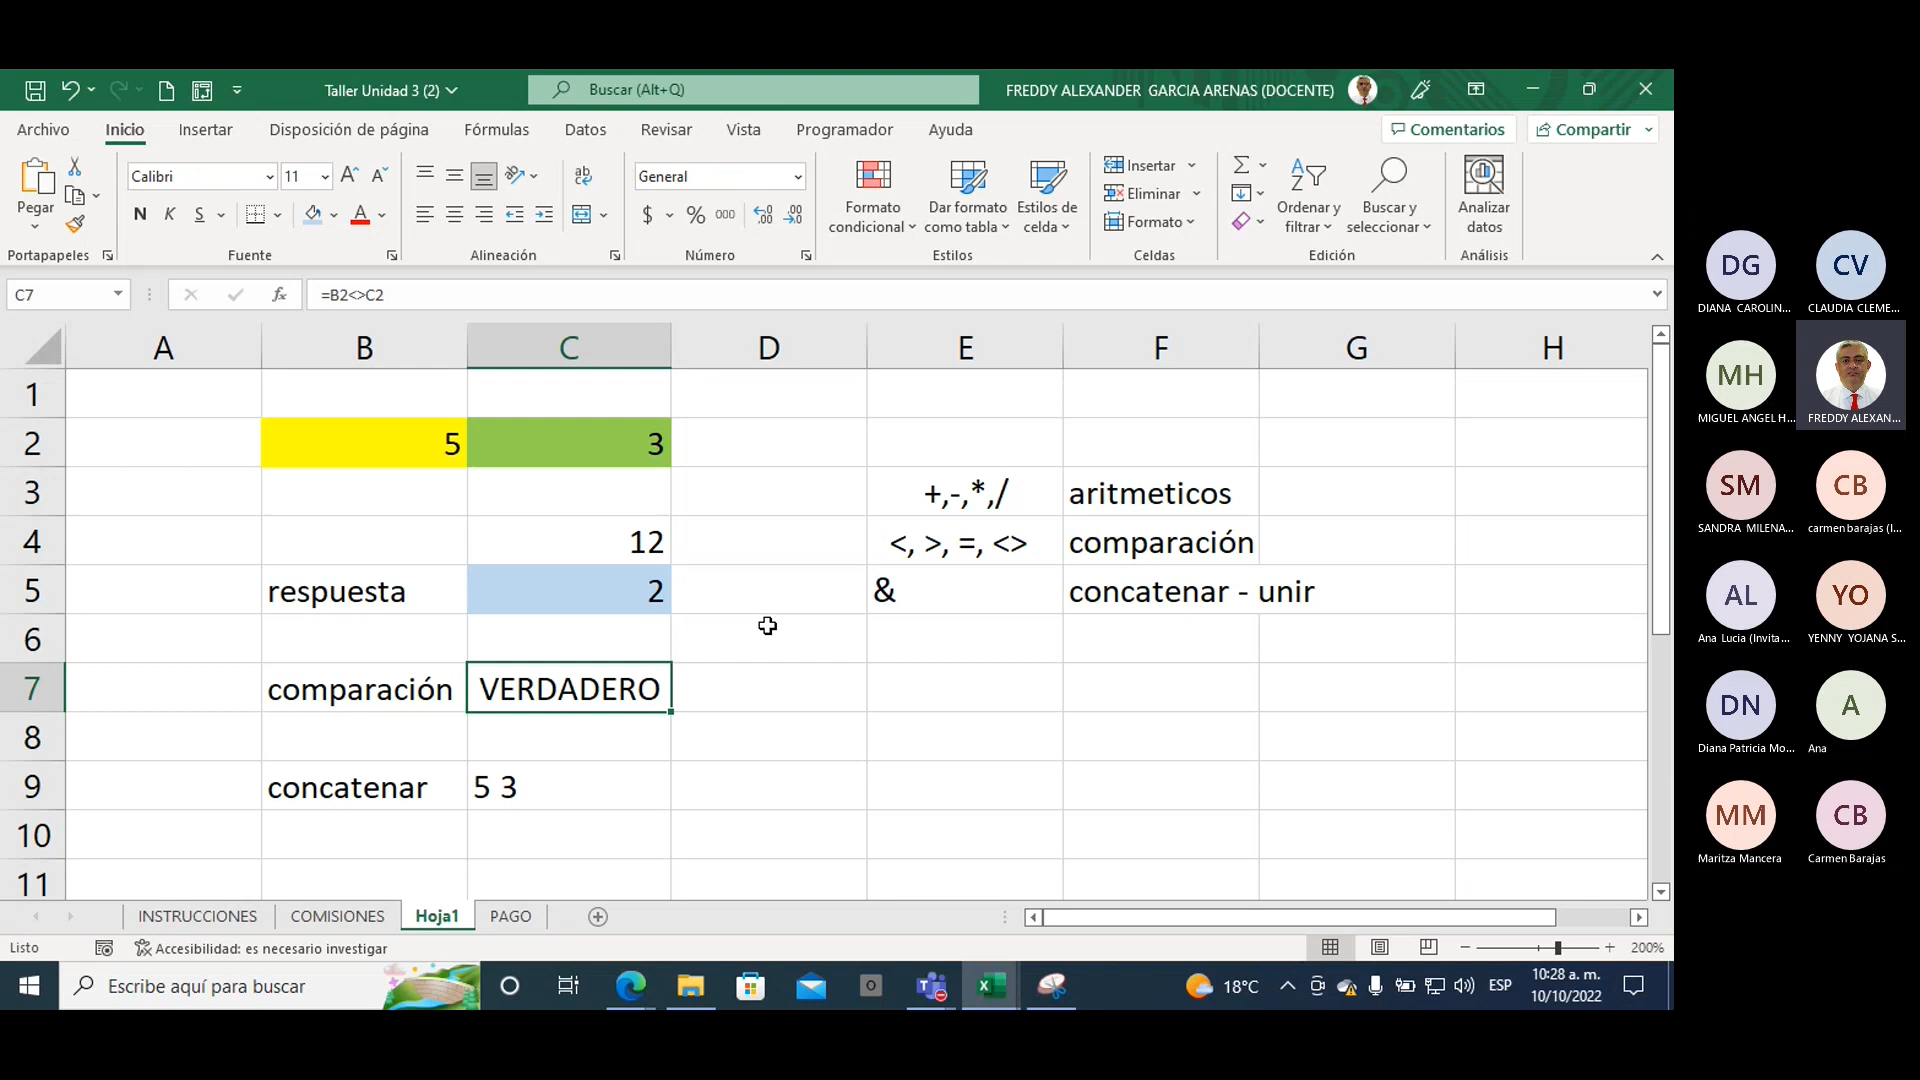 Taller Unidad 3 (2)
Buscar (Alt+Q)
FREDDY ALEXANDER GARCIA ARENAS (DOCENTE)
Archivo Inicio Insertar Disposición de página Fórmulas Datos Revisar Vista Programador Ayuda Comentarios Compartir
Pegar
Portapapeles
Calibri 11
N K S
Fuente
ab
Alineación
General
$ % 000
Número
Formato condicional
Dar formato como tabla
Estilos de celda
Estilos
Insertar
Eliminar
Formato
Celdas
Ordenar y filtrar
Buscar y seleccionar
Edición
Analizar datos
Análisis
C7 fx =B2<>C2
A B C D E F G H
1
2 5 3
3 +,-,*,/ aritmeticos
4 12 <, >, =, <> comparación
5 respuesta 2 & concatenar - unir
6
7 comparación VERDADERO
8
9 concatenar 5 3
10
11
INSTRUCCIONES COMISIONES Hoja1 PAGO
Listo Accesibilidad: es necesario investigar 200%
Escribe aquí para buscar
18°C ESP
10:28 a. m.
10/10/2022
DG CV
DIANA CAROLIN... CLAUDIA CLEME...
MH
MIGUEL ANGEL H... FREDDY ALEXAN...
SM CB
SANDRA MILENA... carmen barajas (I...
AL YO
Ana Lucia (Invita... YENNY YOJANA S...
DN A
Diana Patricia Mo... Ana
MM CB
Maritza Mancera Carmen Barajas